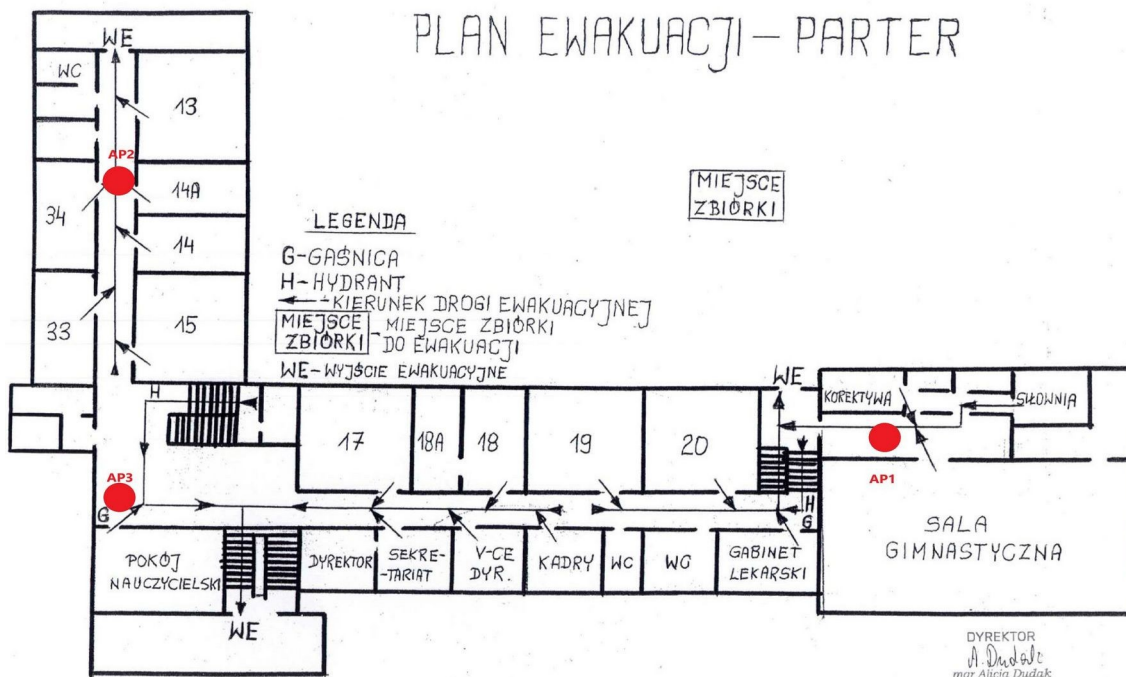 PLAN EWAKUACJI – PARTER
WE
WC
13
AP2
34
14A
14
33
15
MIEJSCE
ZBIÓRKI
LEGENDA
G-GAŚNICA
H-HYDRANT
-KIERUNEK DROGI EWAKUACYJNEJ
MIEJSCE ZBIÓRKI - MIEJSCE ZBIÓRKI DO EWAKUACJI
WE-WYJŚCIE EWAKUACYJNE
H
17
18A
18
19
20
WE
KOREKTYWA
SIŁOWNIA
AP1
AP3
G
H
G
SALA
GIMNASTYCZNA
POKÓJ
NAUCZYCIELSKI
DYREKTOR
SEKRE-
-TARIAT
V-CE
DYR.
KADRY
WC
WC
GABINET
LEKARSKI
WE
DYREKTOR
A. Dudak
mgr Alicja Dudak